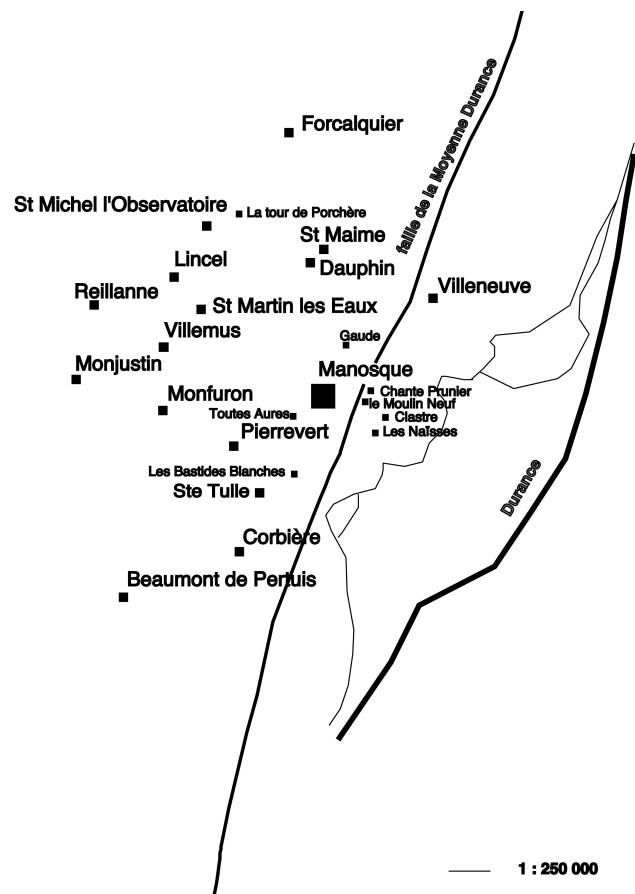 Forcalquier
faille de la Moyenne Durance
St Michel l'Observatoire
La tour de Porchère
St Maime
Dauphin
Lincel
Reillanne
Villeneuve
St Martin les Eaux
Villemus
Gaude
Monjustin
Manosque
Chante Prunier
le Moulin Neuf
Monfuron
Toutes Aures
Clastre
Pierrevert
Les Naïsses
Les Bastides Blanches
Durance
Ste Tulle
Corbière
Beaumont de Pertuis
1 : 250 000